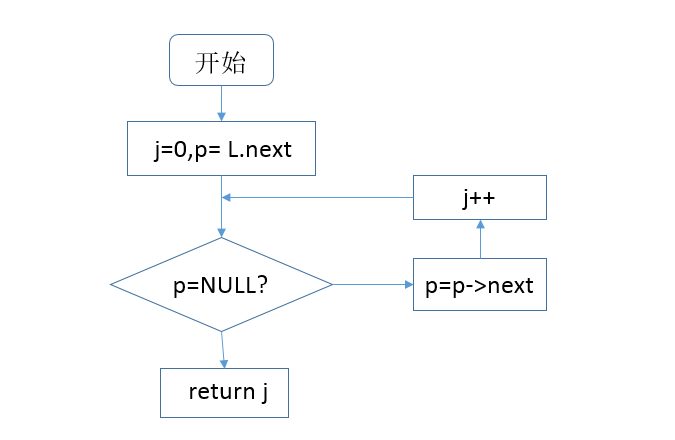 开始
j=0,p= L.next
j++
p=NULL?
p=p->next
return j